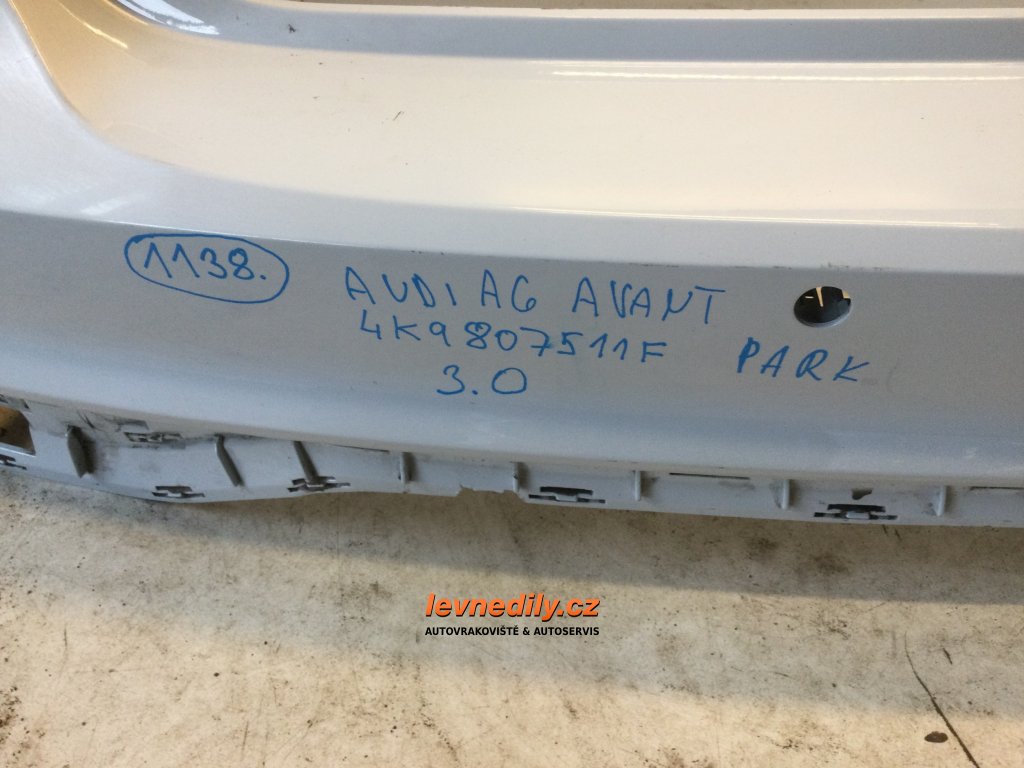 1138.
AUDI A6 AVANT
4K9807511F
PARK
3.0
levnedily.cz
AUTOVRAKOVIŠTĚ & AUTOSERVIS